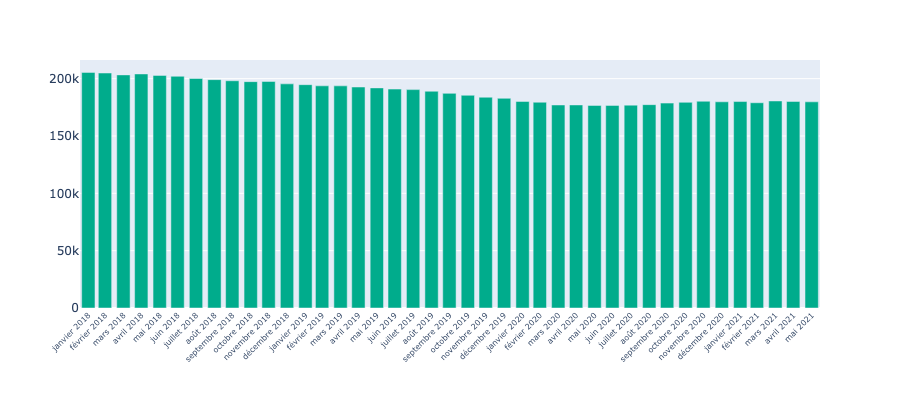 200k
150k
100k
50k
0
janvier 2018
février 2018
mars 2018
avril 2018
mai 2018
juin 2018
juillet 2018
août 2018
septembre 2018
octobre 2018
novembre 2018
décembre 2018
janvier 2019
février 2019
mars 2019
avril 2019
mai 2019
juin 2019
juillet 2019
août 2019
septembre 2019
octobre 2019
novembre 2019
décembre 2019
janvier 2020
février 2020
mars 2020
avril 2020
mai 2020
juin 2020
juillet 2020
août 2020
septembre 2020
octobre 2020
novembre 2020
décembre 2020
janvier 2021
février 2021
mars 2021
avril 2021
mai 2021